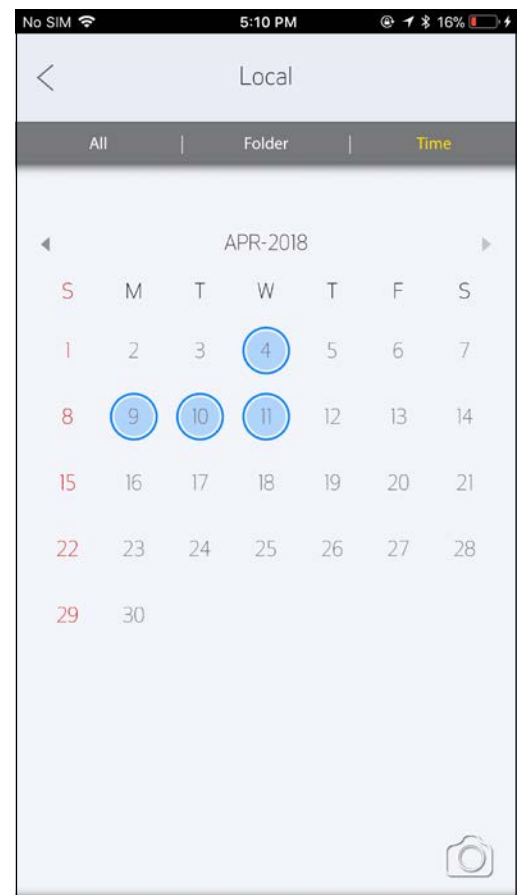 No SIM 5:10 PM 16%
Local
All | Folder | Time
APR-2018
S M T W T F S
1 2 3 4 5 6 7
8 9 10 11 12 13 14
15 16 17 18 19 20 21
22 23 24 25 26 27 28
29 30